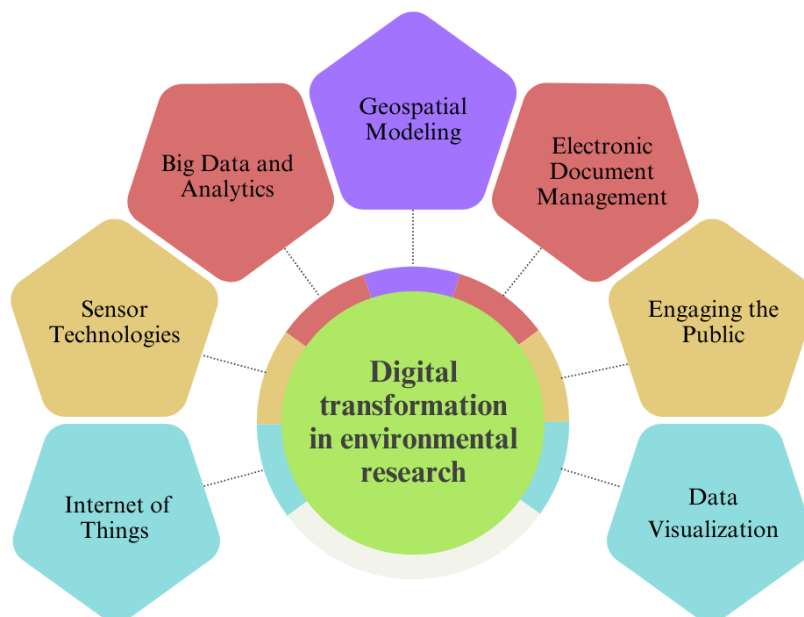 Geospatial
Modeling
Big Data and
Analytics
Electronic
Document
Management
Sensor
Technologies
Engaging the
Public
Digital
transformation
in environmental
research
Internet of
Things
Data
Visualization